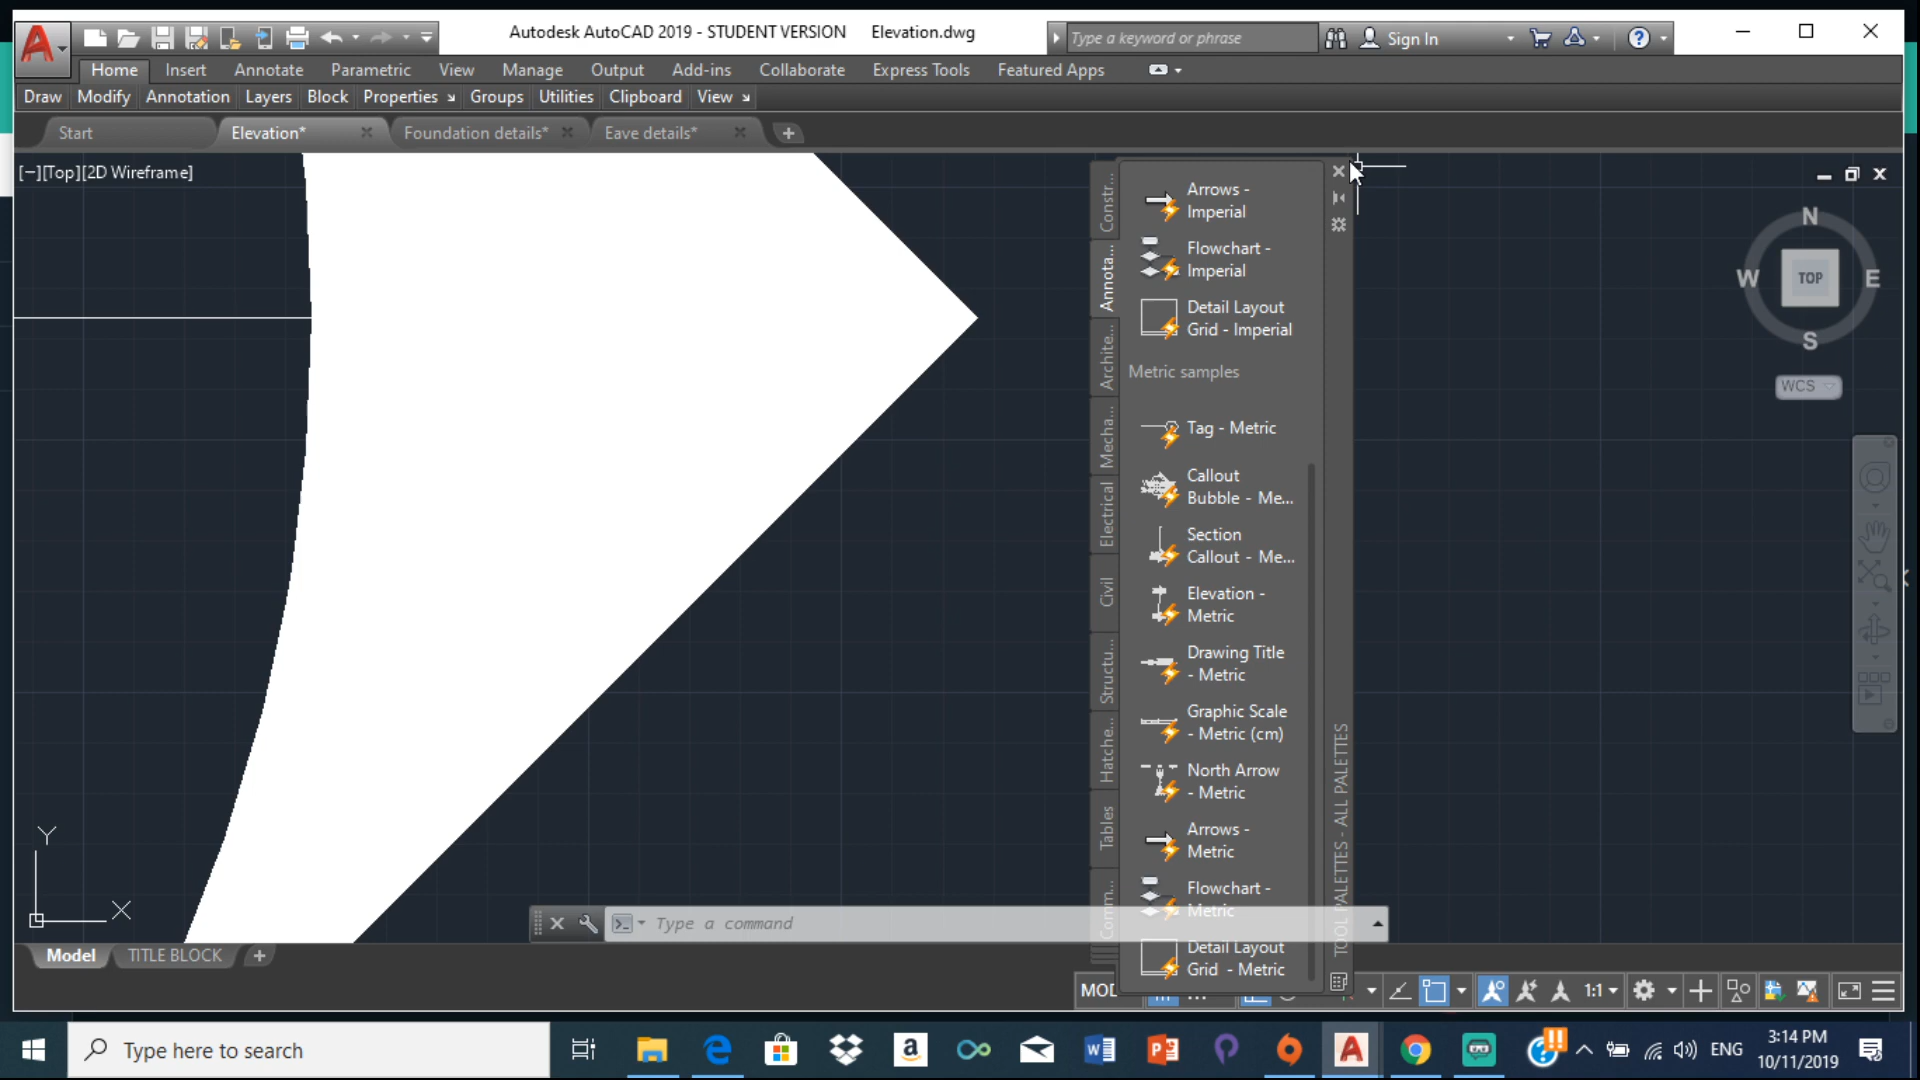 Autodesk AutoCAD 2019 - STUDENT VERSION Elevation.dwg
Type a keyword or phrase
Sign In
Home Insert Annotate Parametric View Manage Output Add-ins Collaborate Express Tools Featured Apps
Draw Modify Annotation Layers Block Properties Groups Utilities Clipboard View
Start Elevation* Foundation details* Eave details*
[−][Top][2D Wireframe]
Constr...
Annota...
Archite...
Mecha...
Electrical
Civil
Structu...
Hatche...
Tables
Comm...
Arrows -
Imperial
Flowchart -
Imperial
Detail Layout
Grid - Imperial
Metric samples
Tag - Metric
Callout
Bubble - Me...
Section
Callout - Me...
Elevation -
Metric
Drawing Title
- Metric
Graphic Scale
- Metric (cm)
North Arrow
- Metric
Arrows -
Metric
Flowchart -
Metric
Detail Layout
Grid - Metric
TOOL PALETTES - ALL PALETTES
N
W TOP E
S
WCS
Y
X
Type a command
Model TITLE BLOCK
1:1
Type here to search
ENG
3:14 PM
10/11/2019